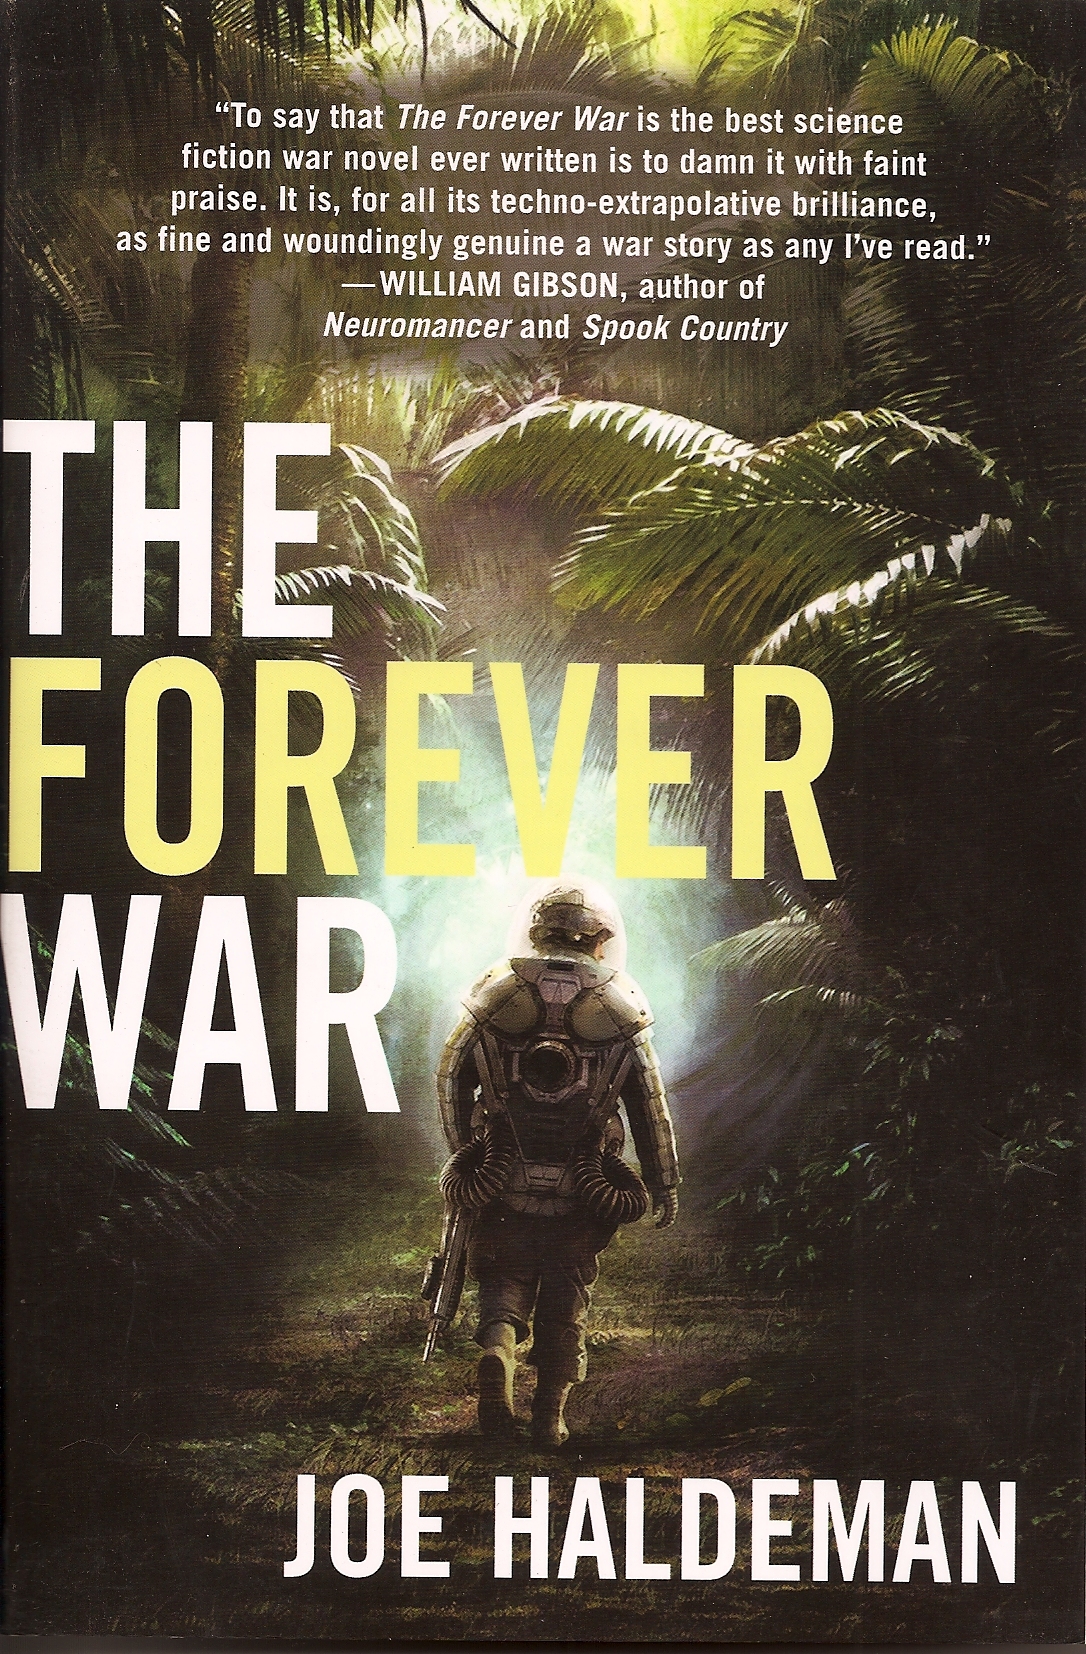 “To say that The Forever War is the best science
fiction war novel ever written is to damn it with faint
praise. It is, for all its techno-extrapolative brilliance,
as fine and woundingly genuine a war story as any I’ve read.”
—WILLIAM GIBSON, author of
Neuromancer and Spook Country
THE
FOREVER
WAR
JOE HALDEMAN